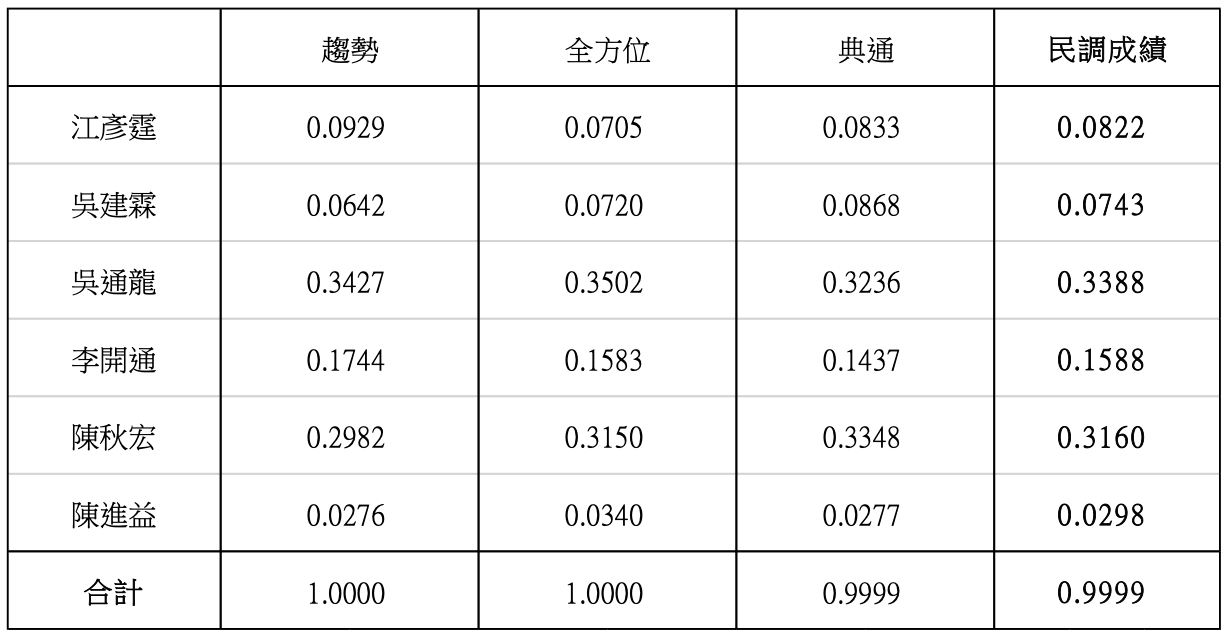 趨勢 全方位 典通 民調成績
江彥霆 0.0929 0.0705 0.0833 0.0822
吳建霖 0.0642 0.0720 0.0868 0.0743
吳通龍 0.3427 0.3502 0.3236 0.3388
李開通 0.1744 0.1583 0.1437 0.1588
陳秋宏 0.2982 0.3150 0.3348 0.3160
陳進益 0.0276 0.0340 0.0277 0.0298
合計 1.0000 1.0000 0.9999 0.9999